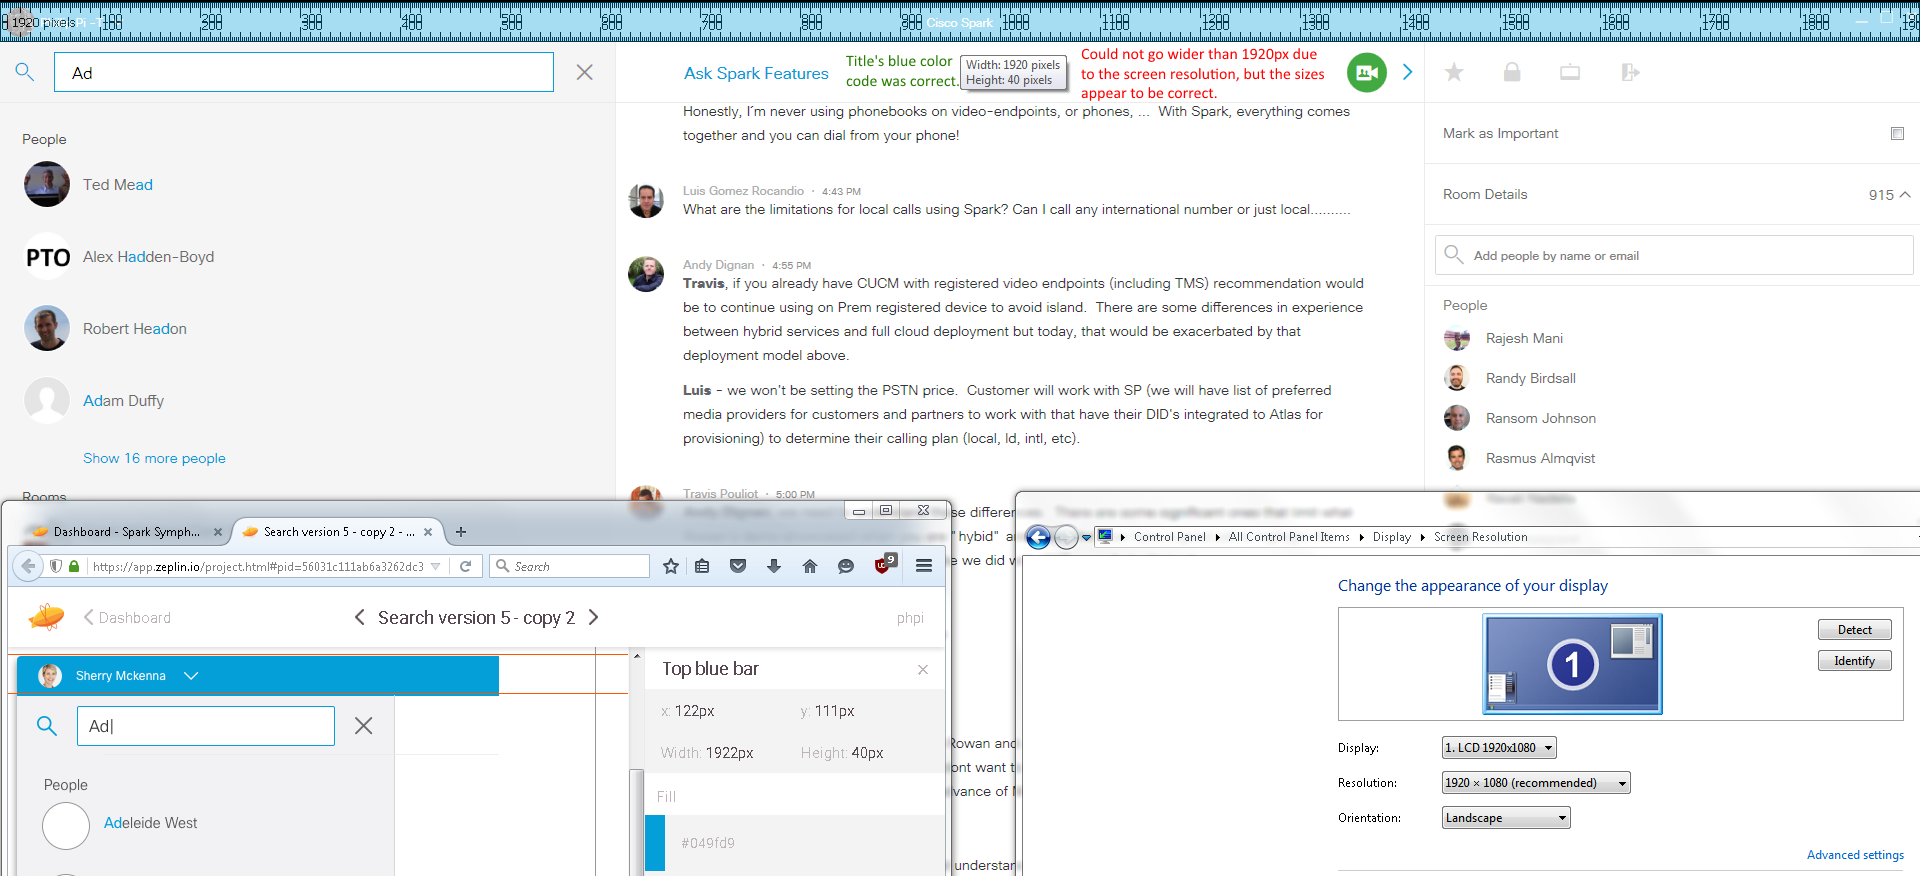 1920 pixels
100 200 300 400 500 600 700 800 900 1000 1100 1200 1300 1400 1500 1600 1700 1800
Cisco Spark
Ad
Ask Spark Features
Title's blue color
code was correct.
Width: 1920 pixels
Height: 40 pixels
Could not go wider than 1920px due
to the screen resolution, but the sizes
appear to be correct.
People
Ted Mead
Alex Hadden-Boyd
PTO
Robert Headon
Adam Duffy
Show 16 more people
Rooms
Honestly, I'm never using phonebooks on video-endpoints, or phones, ... With Spark, everything comes
together and you can dial from your phone!
Luis Gomez Rocandio · 4:43 PM
What are the limitations for local calls using Spark? Can I call any international number or just local..........
Andy Dignan · 4:55 PM
Travis, if you already have CUCM with registered video endpoints (including TMS) recommendation would
be to continue using on Prem registered device to avoid island. There are some differences in experience
between hybrid services and full cloud deployment but today, that would be exacerbated by that
deployment model above.
Luis - we won't be setting the PSTN price. Customer will work with SP (we will have list of preferred
media providers for customers and partners to work with that have their DID's integrated to Atlas for
provisioning) to determine their calling plan (local, ld, intl, etc).
Travis Pouliot · 5:00 PM
Mark as Important
Room Details
915
Add people by name or email
People
Rajesh Mani
Randy Birdsall
Ransom Johnson
Rasmus Almqvist
Dashboard - Spark Symph...
Search version 5 - copy 2 - ...
https://app.zeplin.io/project.html#pid=56031c111ab6a3262dc3
Search
9
Dashboard
Search version 5 - copy 2
phpi
Sherry Mckenna
Ad
People
Adeleide West
Top blue bar
x: 122px
y: 111px
Width: 1922px
Height: 40px
Fill
#049fd9
Rowan and
ont want t
vance of
understan
Control Panel
All Control Panel Items
Display
Screen Resolution
Change the appearance of your display
1
Detect
Identify
Display:
1. LCD 1920x1080
Resolution:
1920 × 1080 (recommended)
Orientation:
Landscape
Advanced settings